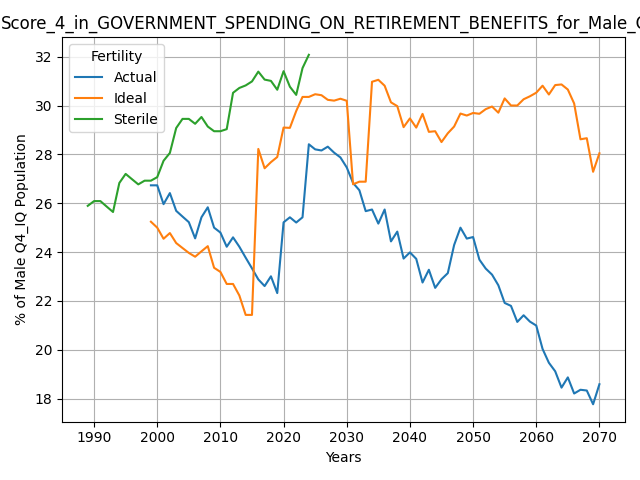 Score_4_in_GOVERNMENT_SPENDING_ON_RETIREMENT_BENEFITS_for_Male_
Fertility
Actual
Ideal
Sterile
% of Male Q4_IQ Population
32
30
28
26
24
22
20
18
1990 2000 2010 2020 2030 2040 2050 2060 2070
Years